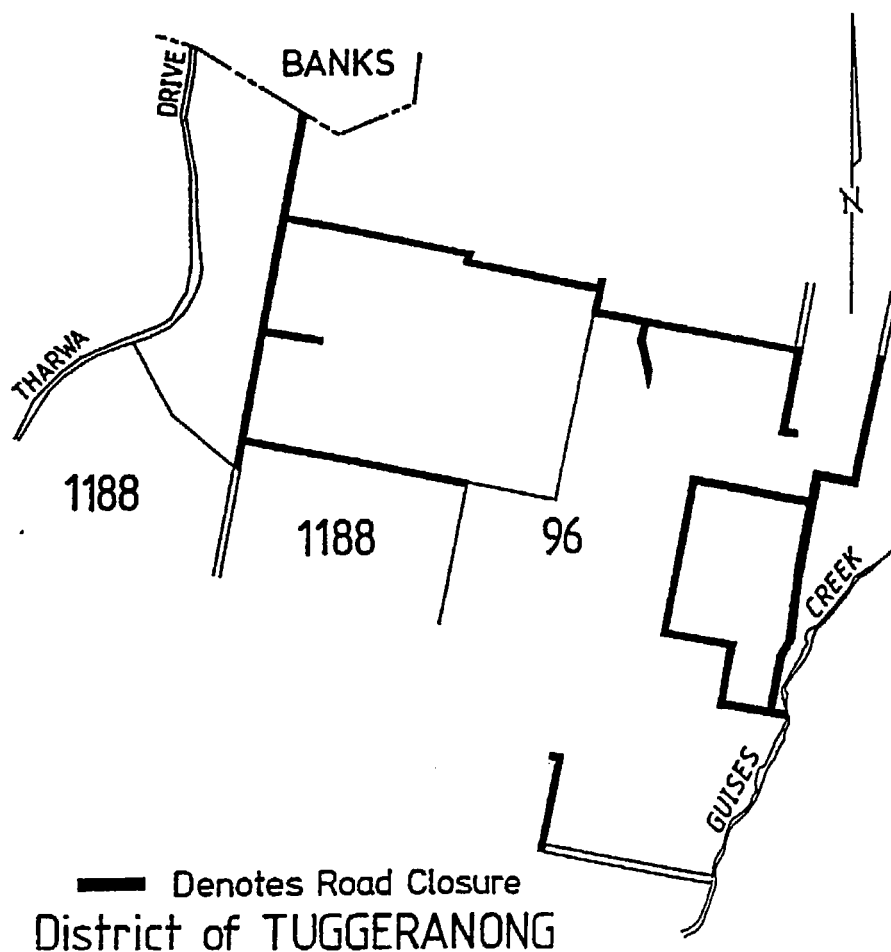 BANKS
DRIVE
N
THARWA
1188
1188
96
CREEK
GUISES
Denotes Road Closure
District of TUGGERANONG